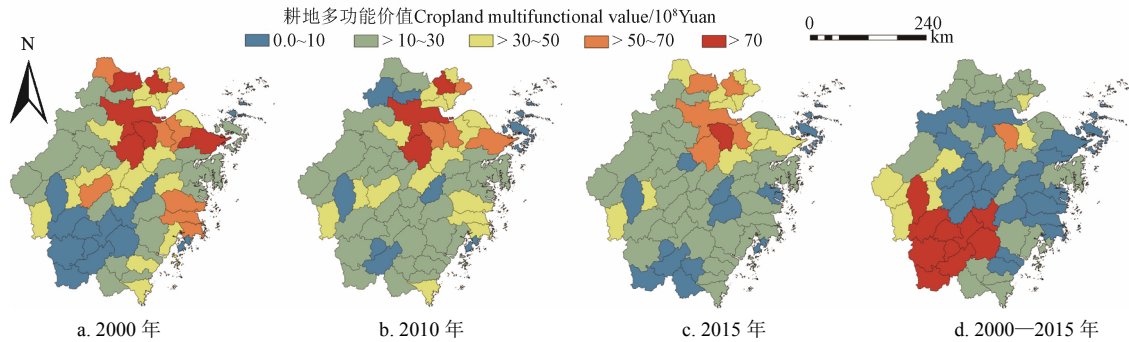 耕地多功能价值Cropland multifunctional value/10⁸Yuan
0.0~10 > 10~30 > 30~50 > 50~70 > 70
0 240
km
N
a. 2000 年 b. 2010 年 c. 2015 年 d. 2000—2015 年